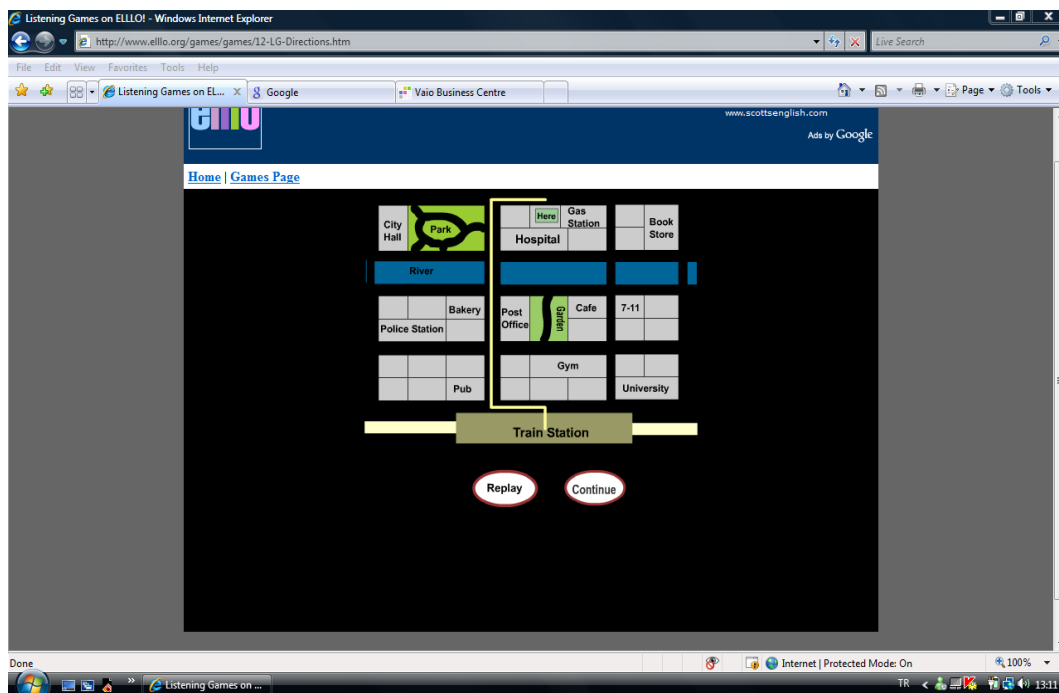 Listening Games on ELLLO! - Windows Internet Explorer
http://www.elllo.org/games/games/12-LG-Directions.htm
Live Search
File Edit View Favorites Tools Help
Listening Games on EL... X Google Vaio Business Centre Page Tools
elllo
www.scottsenglish.com
Ads by Google
Home | Games Page
City Hall
Park
Here
Gas Station
Hospital
Book Store
River
Bakery
Police Station
Post Office
Garden
Cafe
7-11
Gym
Pub
University
Train Station
Replay
Continue
Done Internet | Protected Mode: On 100%
Listening Games on ... TR 13:11